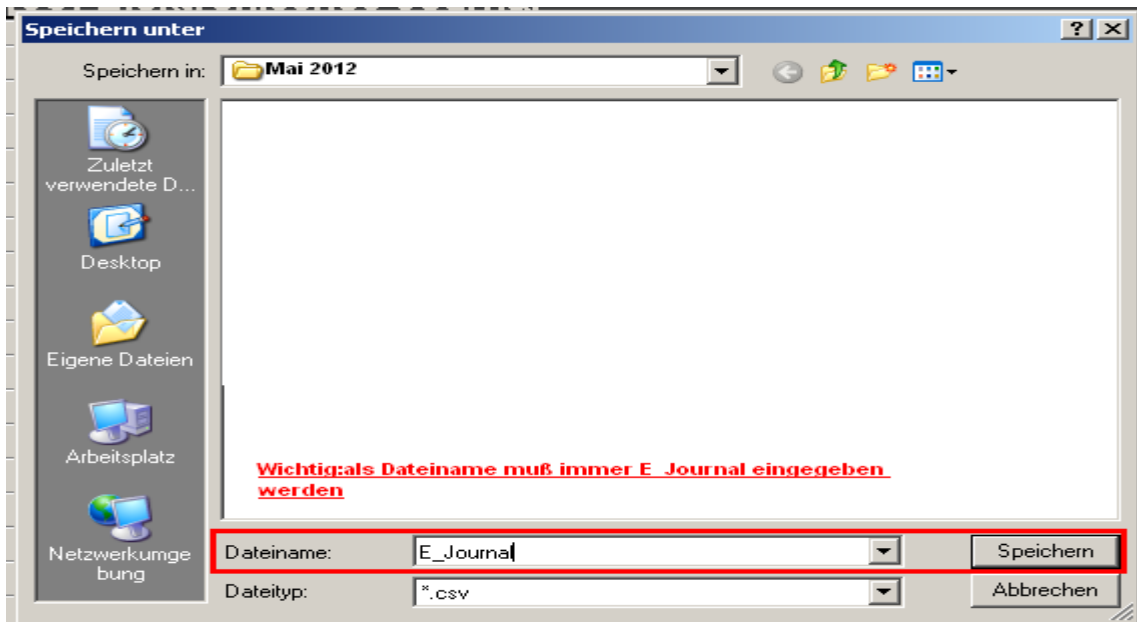 Speichern unter
Speichern in:
Mai 2012
Zuletzt
verwendete D...
Desktop
Eigene Dateien
Arbeitsplatz
Netzwerkumge
bung
Wichtig:als Dateiname muß immer E_Journal eingegeben
werden
Dateiname:
E_Journal
Speichern
Dateityp:
*.csv
Abbrechen